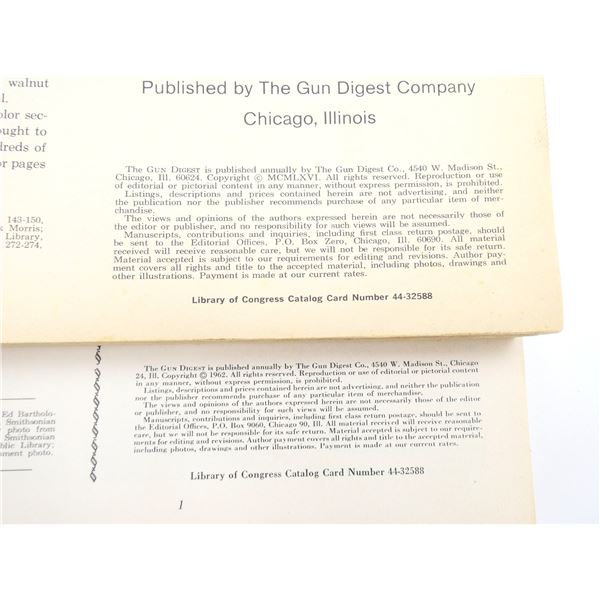 walnut
l.
lor sec-
ught to
dreds of
or pages
143-150,
k Morris;
Library,
272-274,
Published by The Gun Digest Company
Chicago, Illinois
The GUN DIGEST is published annually by The Gun Digest Co., 4540 W. Madison St.,
Chicago, Ill. 60624. Copyright © MCMLXVI. All rights reserved. Reproduction or use
of editorial or pictorial content in any manner, without express permission, is prohibited.
Listings, descriptions and prices contained herein are not advertising, and neither
the publication nor the publisher recommends purchase of any particular item of mer-
chandise.
The views and opinions of the authors expressed herein are not necessarily those of
the editor or publisher, and no responsibility for such views will be assumed.
Manuscripts, contributions and inquiries, including first class return postage, should
be sent to the Editorial Offices, P.O. Box Zero, Chicago, Ill. 60690. All material
received will receive reasonable care, but we will not be responsible for its safe return.
Material accepted is subject to our requirements for editing and revisions. Author pay-
ment covers all rights and title to the accepted material, including photos, drawings and
other illustrations. Payment is made at our current rates.
Library of Congress Catalog Card Number 44-32588
Ed Bartholo-
Smithsonian
photo from
Smithsonian
blic Library;
ment photo.
The GUN DIGEST is published annually by The Gun Digest Co., 4540 W. Madison St., Chicago
24, Ill. Copyright © 1962. All rights reserved. Reproduction or use of editorial or pictorial content
in any manner, without express permission, is prohibited.
Listings, descriptions and prices contained herein are not advertising, and neither the publication
nor the publisher recommends purchase of any particular item of merchandise.
The views and opinions of the authors expressed herein are not necessarily those of the editor
or publisher, and no responsibility for such views will be assumed.
Manuscripts, contributions and inquiries, including first class return postage, should be sent to
the Editorial Offices, P.O. Box 9060, Chicago 90, Ill. All material received will receive reasonable
care, but we will not be responsible for its safe return. Material accepted is subject to our require-
ments for editing and revisions. Author payment covers all rights and title to the accepted material,
including photos, drawings and other illustrations. Payment is made at our current rates.
Library of Congress Catalog Card Number 44-32588
1